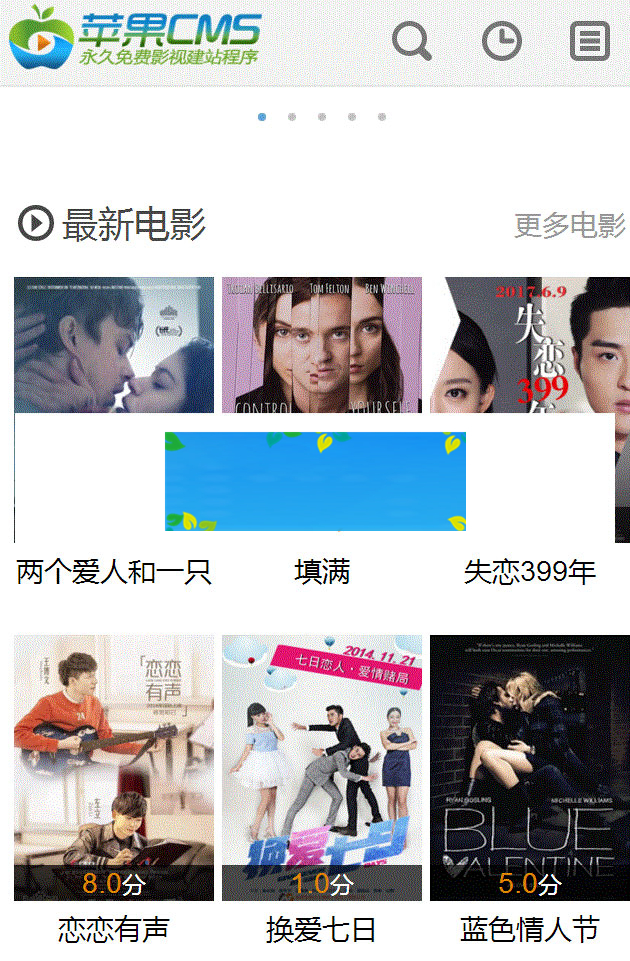 苹果CMS
永久免费影视建站程序
最新电影
更多电影
TRIAN BELLISARIO TOM FELTON BEN WINCHELL
CONTROL YOURSELF
2017.6.9
失恋
399
年
两个爱人和一只
填满
失恋399年
「恋恋
有声」
8.0分
2014.11.21
七日恋人·爱情赌局
换爱七日
1.0分
RYAN GOSLING MICHELLE WILLIAMS
BLUE
VALENTINE
5.0分
恋恋有声
换爱七日
蓝色情人节